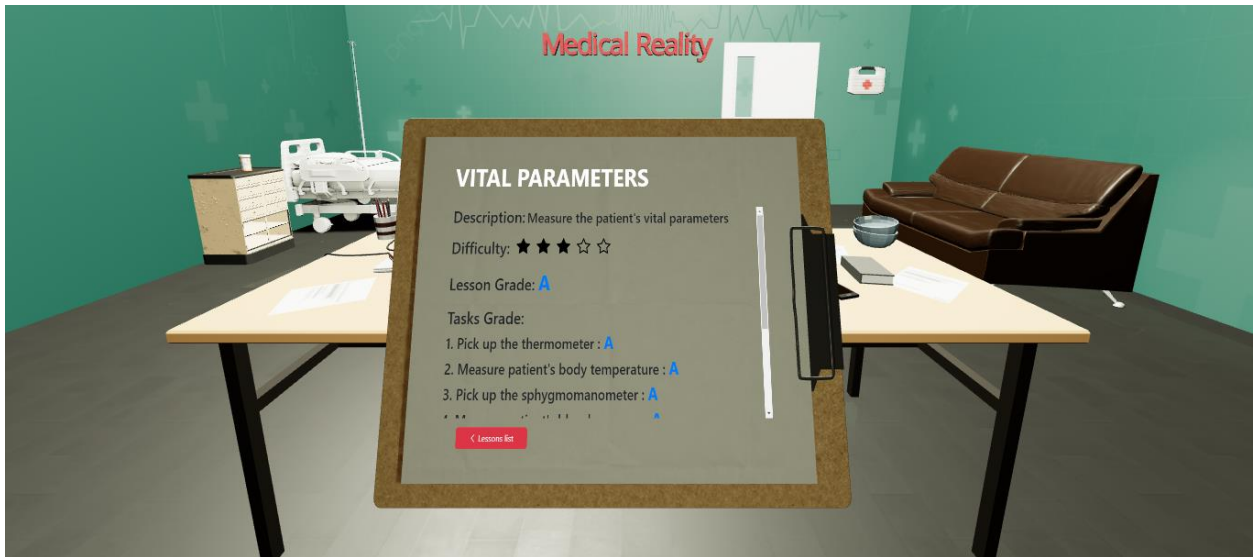 Medical Reality
VITAL PARAMETERS
Description: Measure the patient's vital parameters
Difficulty:
Lesson Grade: A
Tasks Grade:
1. Pick up the thermometer : A
2. Measure patient's body temperature : A
3. Pick up the sphygmomanometer : A
A
< Lessons list